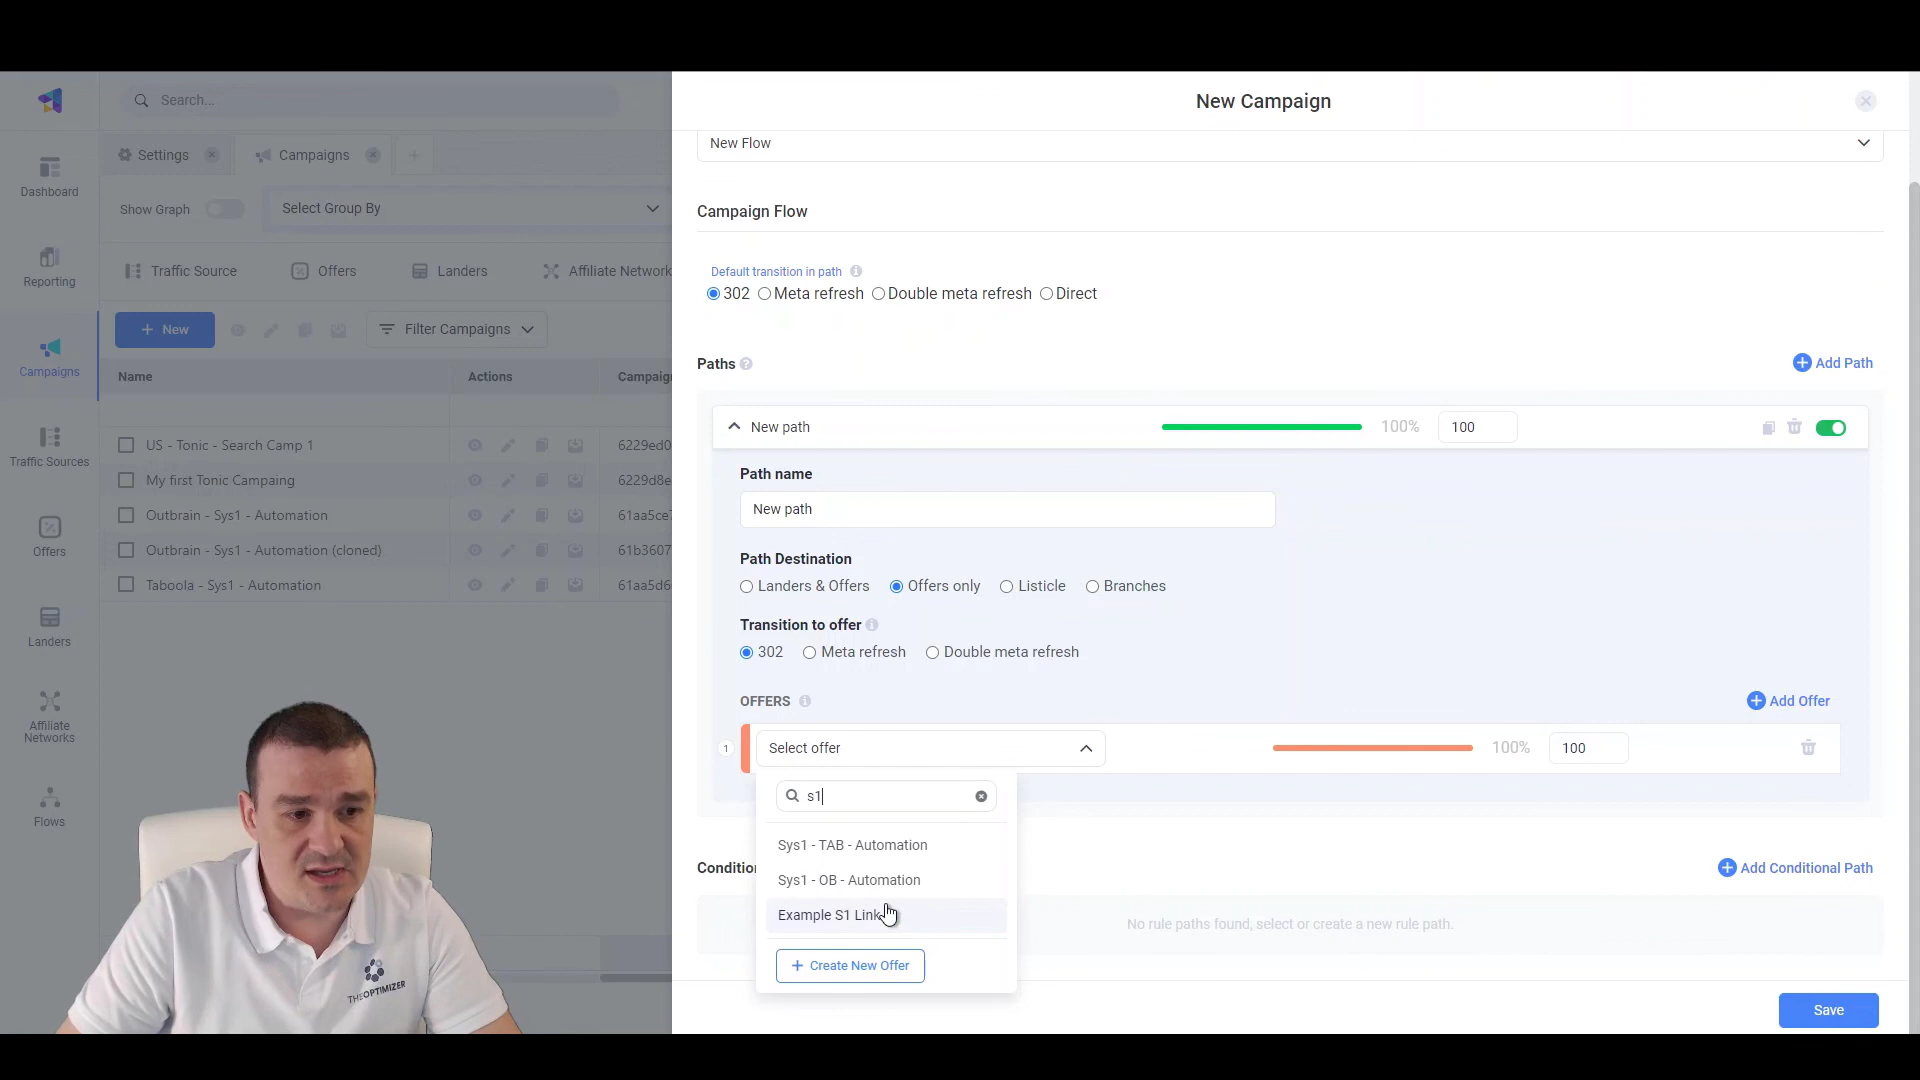 New Campaign
Search...
Settings
Campaigns
New Flow
Dashboard
Show Graph
Select Group By
Campaign Flow
Reporting
Traffic Source
Offers
Landers
Affiliate Network
Default transition in path
302
Meta refresh
Double meta refresh
Direct
+ New
Filter Campaigns
Campaigns
Paths
Add Path
Name
Actions
Campaign
New path
100%
100
US - Tonic - Search Camp 1
6229ed0
Traffic Sources
My first Tonic Campaing
6229d8e
Path name
New path
Outbrain - Sys1 - Automation
61aa5ce7
Offers
Outbrain - Sys1 - Automation (cloned)
61b3607
Path Destination
Taboola - Sys1 - Automation
61aa5d6
Landers & Offers
Offers only
Listicle
Branches
Landers
Transition to offer
302
Meta refresh
Double meta refresh
OFFERS
Add Offer
Affiliate
Networks
1
Select offer
100%
100
s1
Flows
Sys1 - TAB - Automation
Conditio
Add Conditional Path
Sys1 - OB - Automation
Example S1 Link
No rule paths found, select or create a new rule path.
+ Create New Offer
THEOPTIMIZER
Save